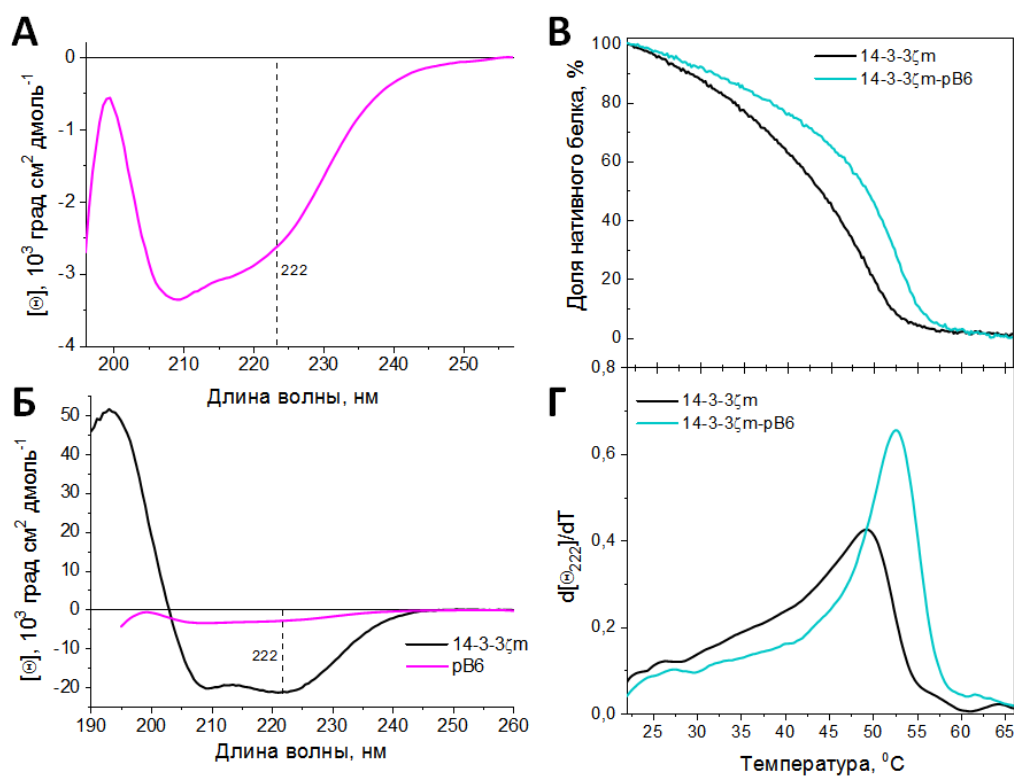 А
0
-1
-2
-3
-4
200
210
220
230
240
250
222
[Θ], 10³ град см² дмоль⁻¹
Длина волны, нм
Б
50
40
30
20
10
0
-10
-20
190
200
210
220
230
240
250
260
222
14-3-3ζm
pB6
[Θ], 10³ град см² дмоль⁻¹
Длина волны, нм
В
100
80
60
40
20
0
14-3-3ζm
14-3-3ζm-pB6
Доля нативного белка, %
Г
0,8
0,6
0,4
0,2
0,0
14-3-3ζm
14-3-3ζm-pB6
d[Θ₂₂₂]/dT
25
30
35
40
45
50
55
60
65
Температура, ⁰C